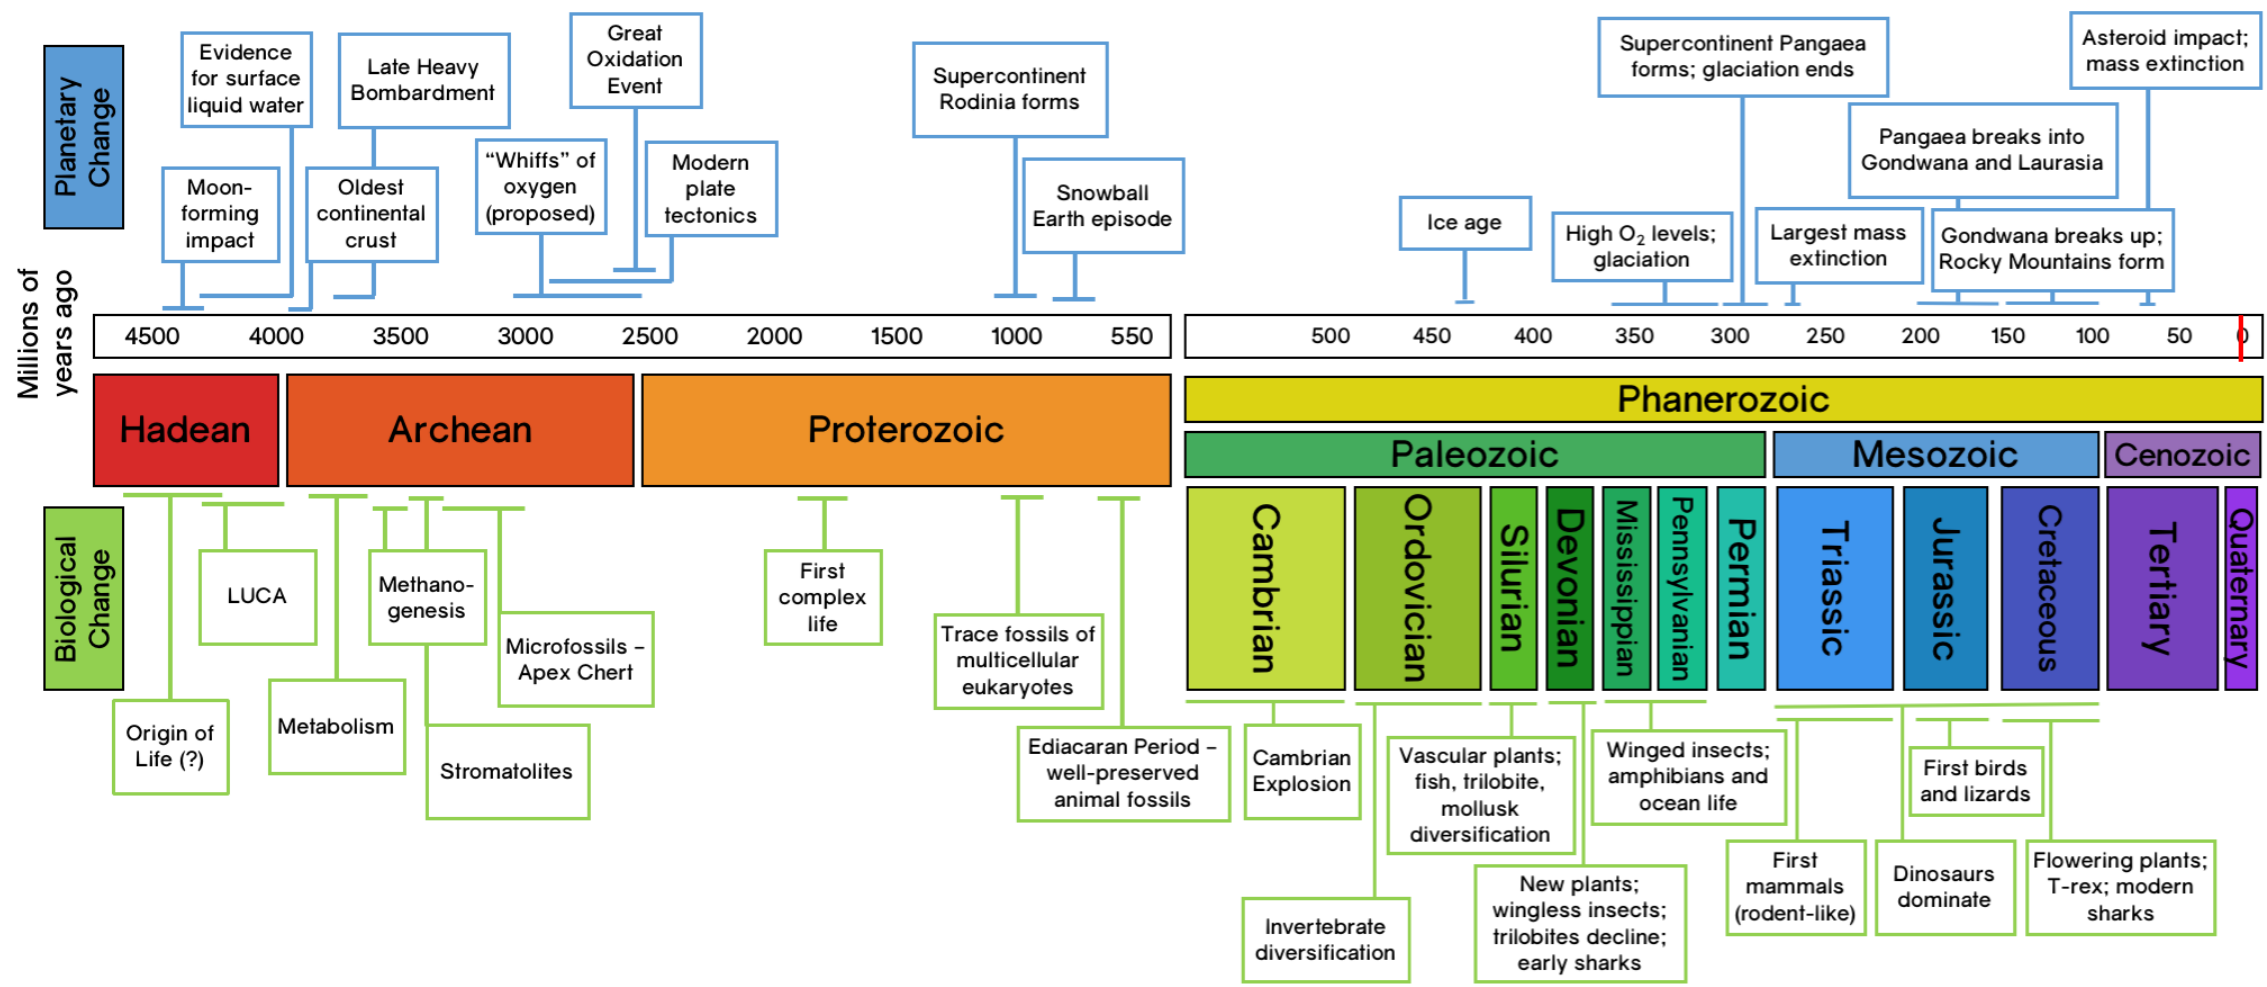 Planetary
Change
Evidence
for surface
liquid water
Late Heavy
Bombardment
Great
Oxidation
Event
Moon-
forming
impact
Oldest
continental
crust
“Whiffs” of
oxygen
(proposed)
Modern
plate
tectonics
Supercontinent
Rodinia forms
Snowball
Earth episode
Ice age
High O₂ levels;
glaciation
Supercontinent Pangaea
forms; glaciation ends
Largest mass
extinction
Pangaea breaks into
Gondwana and Laurasia
Gondwana breaks up;
Rocky Mountains form
Asteroid impact;
mass extinction
Millions of
years ago
4500 4000 3500 3000 2500 2000 1500 1000 550
500 450 400 350 300 250 200 150 100 50 0
Hadean
Archean
Proterozoic
Phanerozoic
Paleozoic
Mesozoic
Cenozoic
Cambrian
Ordovician
Silurian
Devonian
Mississippian
Pennsylvanian
Permian
Triassic
Jurassic
Cretaceous
Tertiary
Quaternary
Biological
Change
Origin of
Life (?)
LUCA
Metabolism
Methano-
genesis
Stromatolites
Microfossils –
Apex Chert
First
complex
life
Trace fossils of
multicellular
eukaryotes
Ediacaran Period –
well-preserved
animal fossils
Cambrian
Explosion
Invertebrate
diversification
Vascular plants;
fish, trilobite,
mollusk
diversification
New plants;
wingless insects;
trilobites decline;
early sharks
Winged insects;
amphibians and
ocean life
First
mammals
(rodent-like)
Dinosaurs
dominate
First birds
and lizards
Flowering plants;
T-rex; modern
sharks